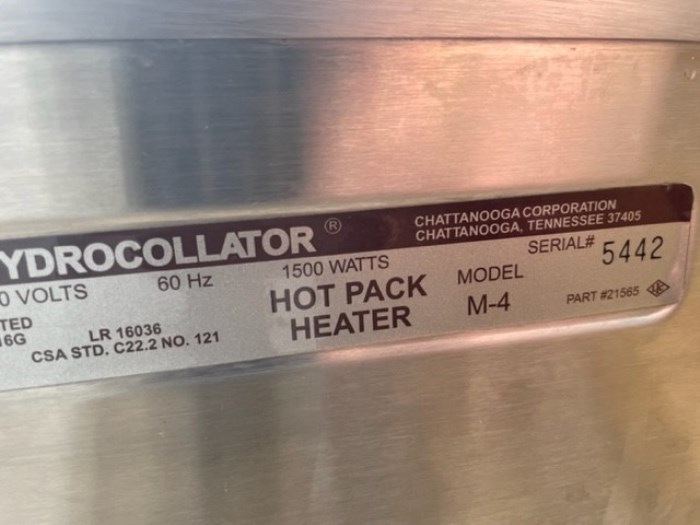 YDROCOLLATOR®
CHATTANOOGA CORPORATION
CHATTANOOGA, TENNESSEE 37405
0 VOLTS
60 Hz
1500 WATTS
SERIAL# 5442
TED
6G
LR 16036
CSA STD. C22.2 NO. 121
HOT PACK
HEATER
MODEL
M-4
PART #21565